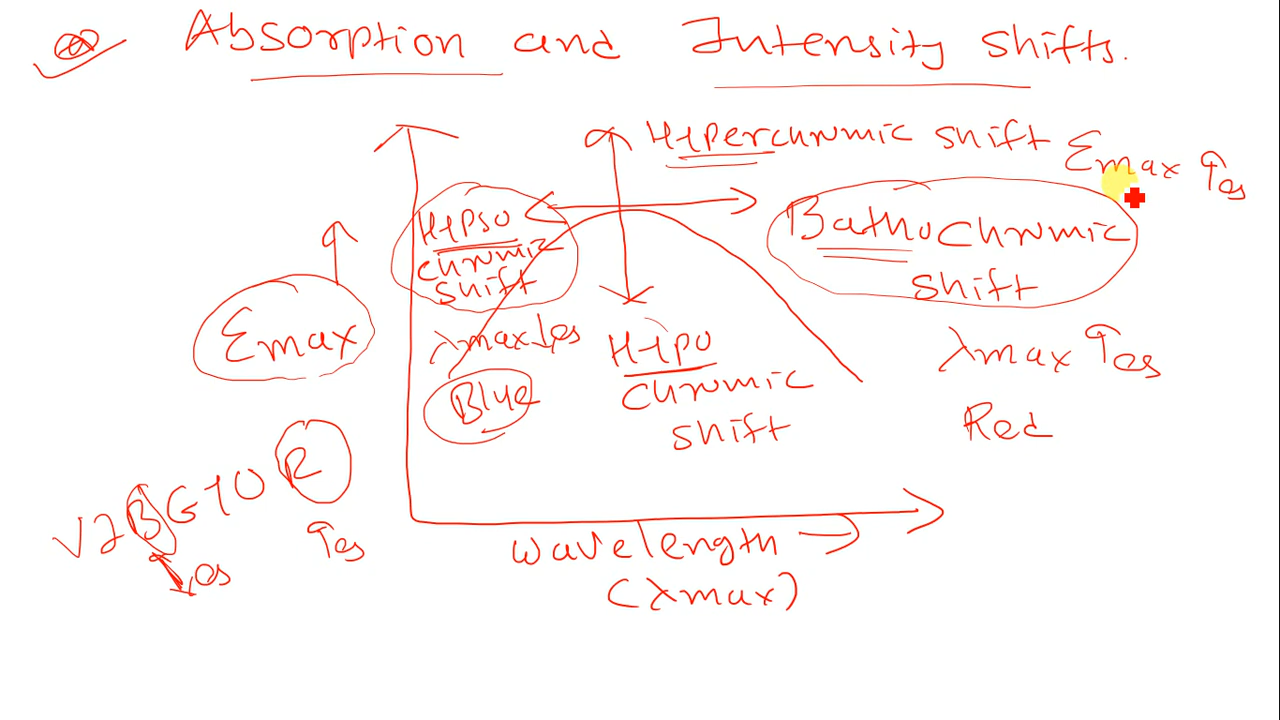 Absorption and Intensity shifts.
HYPERchromic shift
Emax ↑es
HYPSO
chromic
shift
BathoChromic
shift
Emax
λmax ↓es
HYPO
chromic
shift
λmax ↑es
Blue
Red
VIBGYOR
↓es
↑es
wavelength →
(λmax)